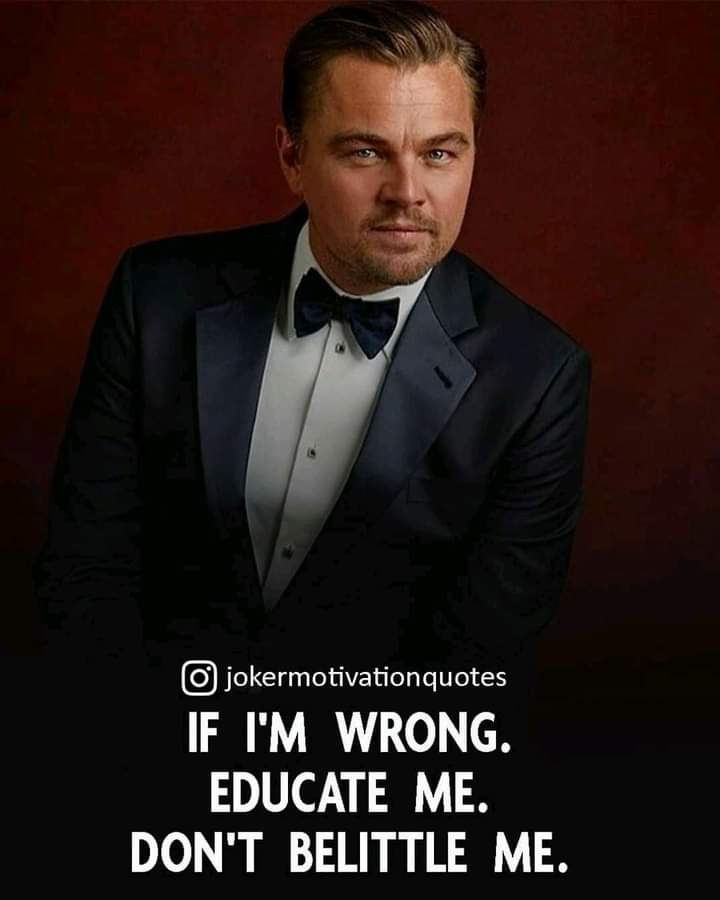 jokermotivationquotes
IF I'M WRONG.
EDUCATE ME.
DON'T BELITTLE ME.